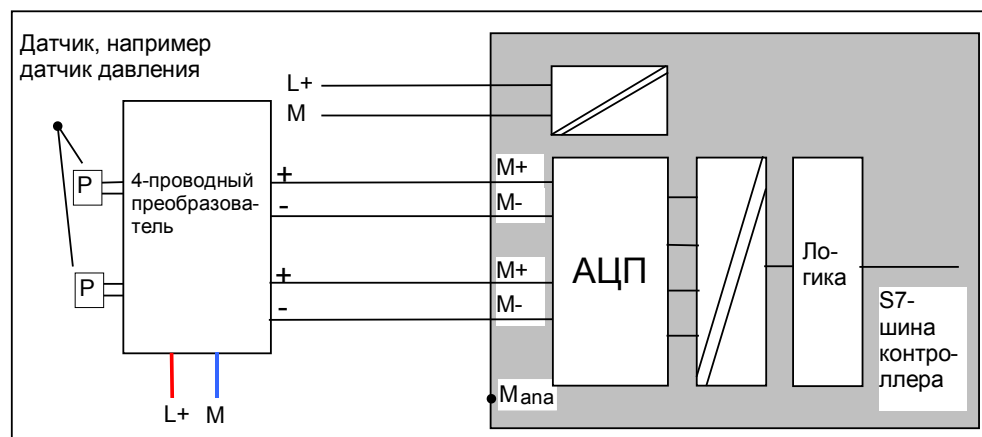 Датчик, например
датчик давления
L+
M
P
4-проводный
преобразова-
тель
+
-
M+
M-
P
+
-
M+
M-
АЦП
Ло-
гика
S7-
шина
контро-
ллера
Mana
L+ M